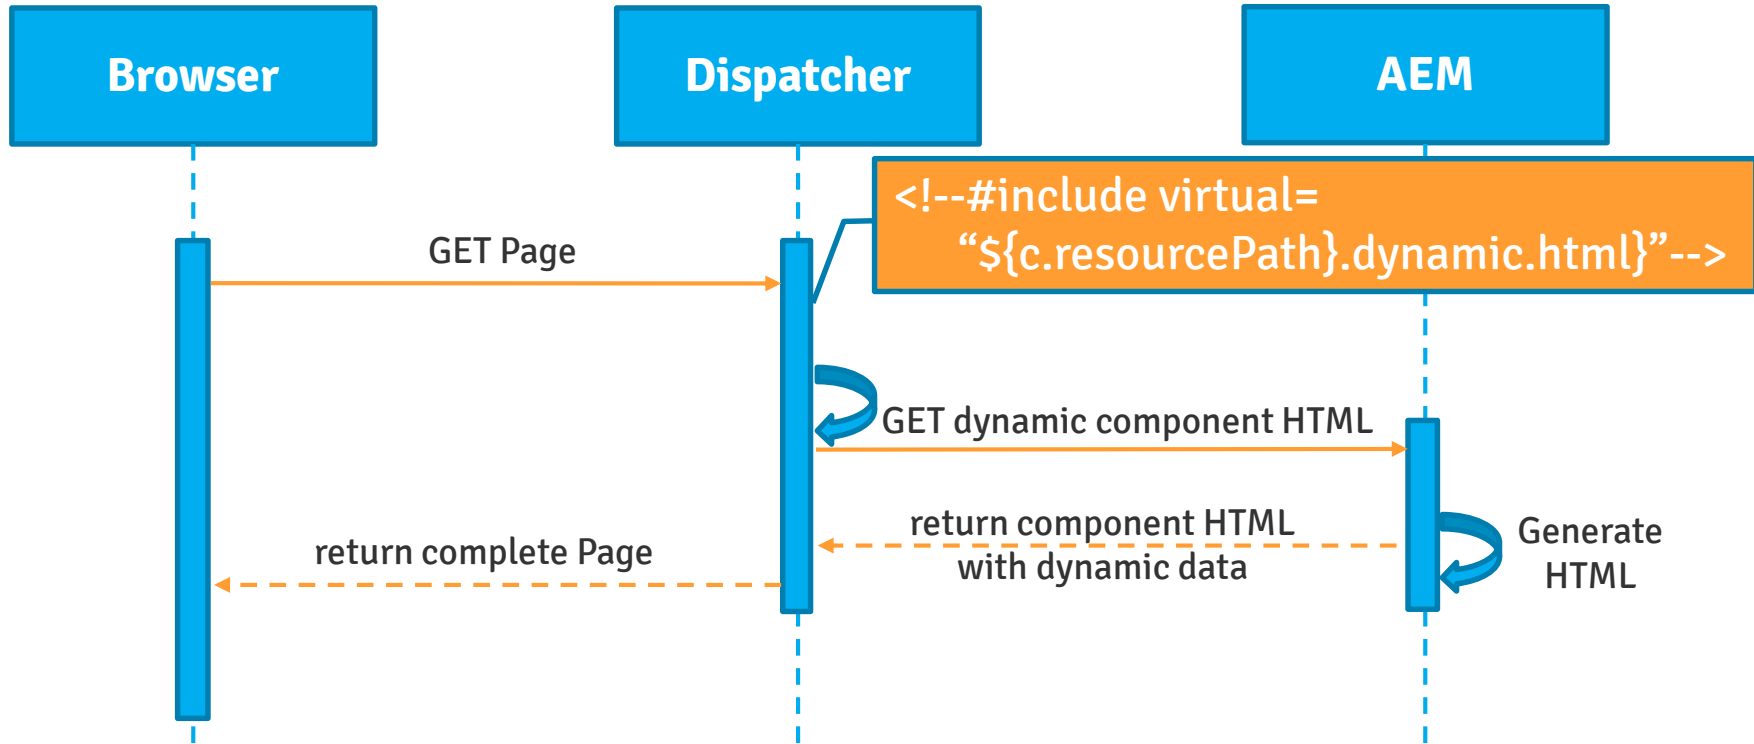 Browser
Dispatcher
AEM
<!--#include virtual=
“${c.resourcePath}.dynamic.html}”-->
GET Page
GET dynamic component HTML
return component HTML
with dynamic data
Generate
HTML
return complete Page